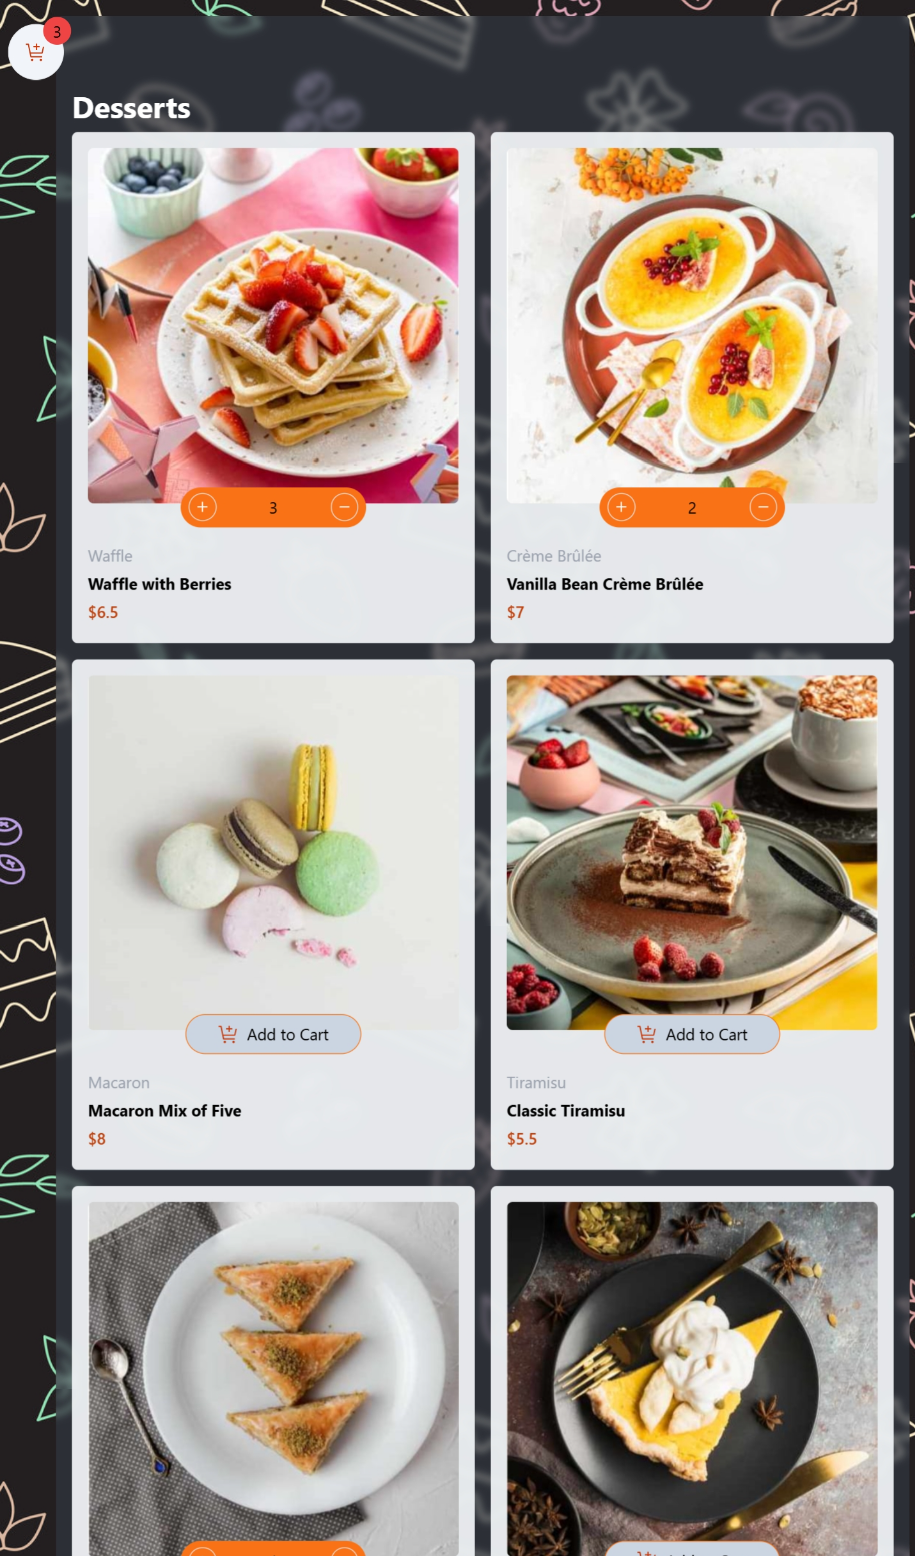 3
Desserts
3
2
Waffle
Waffle with Berries
$6.5
Crème Brûlée
Vanilla Bean Crème Brûlée
$7
Add to Cart
Add to Cart
Macaron
Macaron Mix of Five
$8
Tiramisu
Classic Tiramisu
$5.5